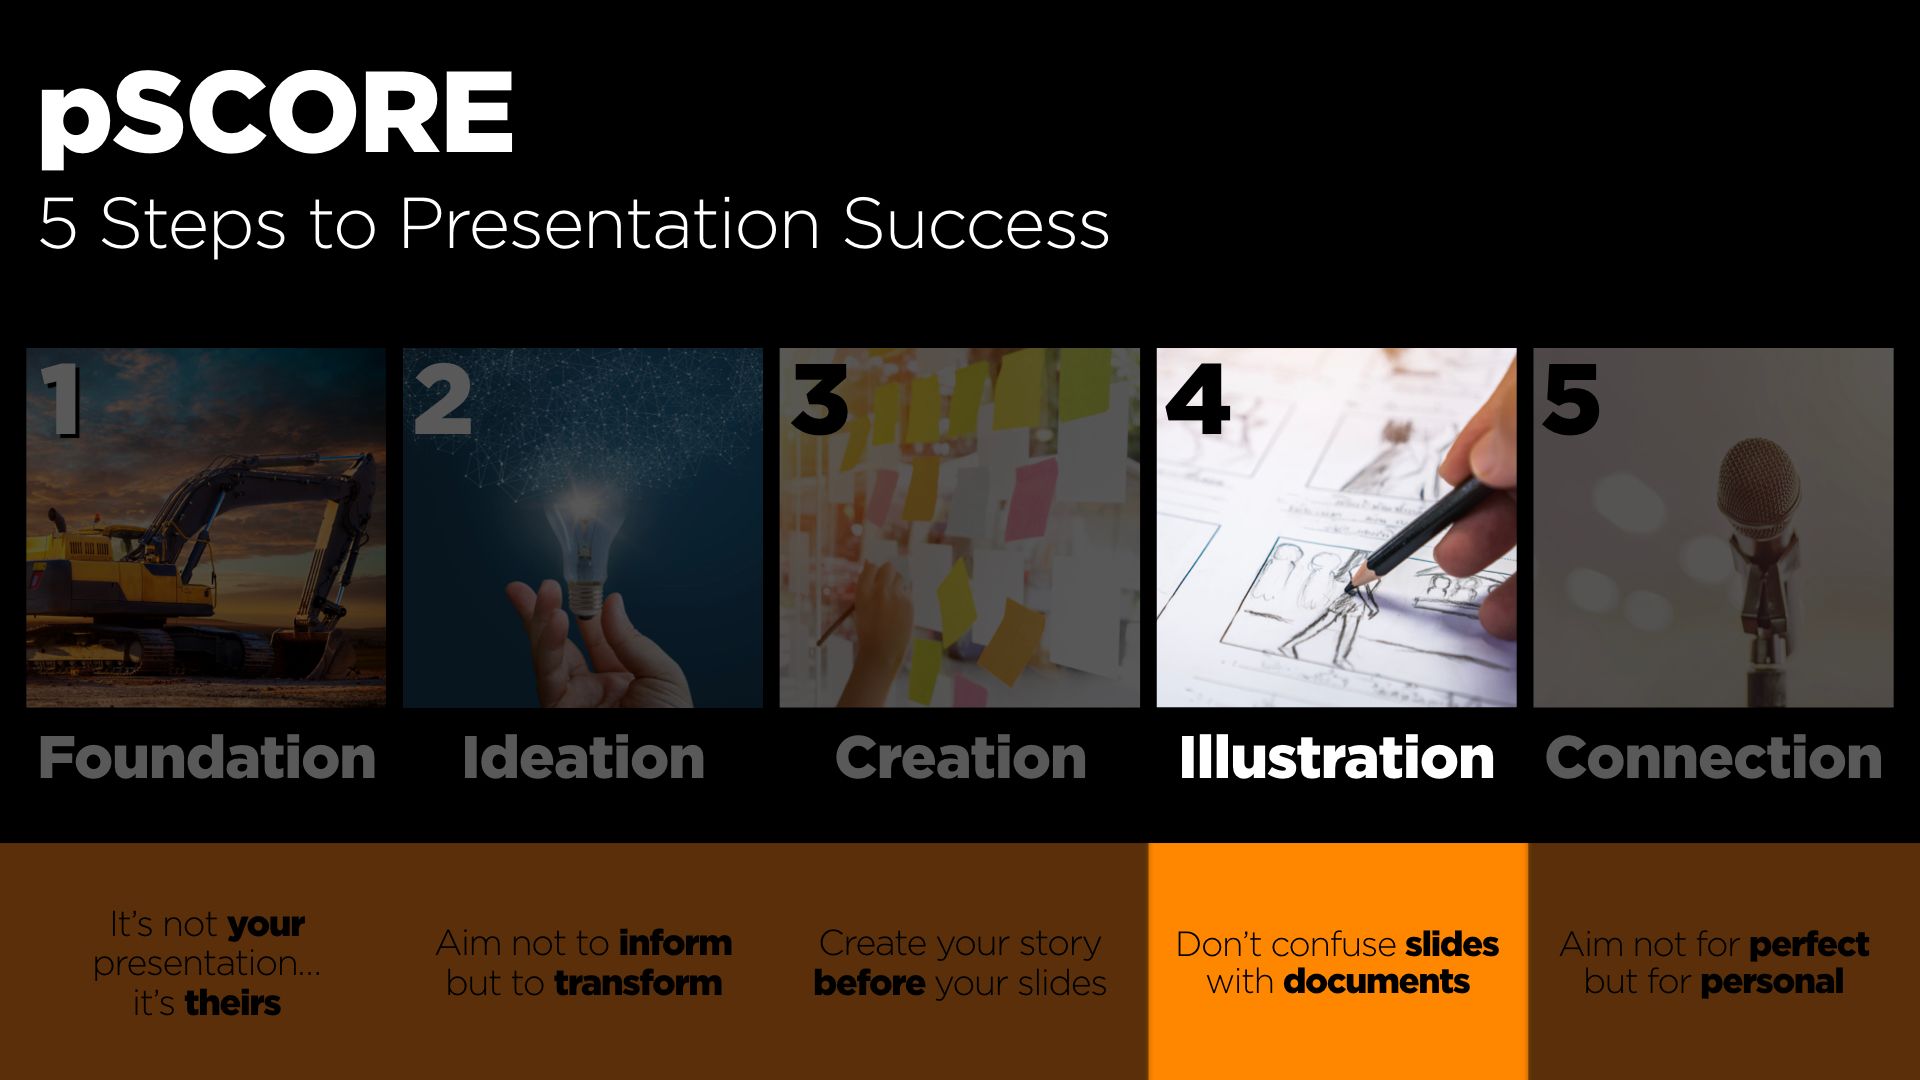 pSCORE
5 Steps to Presentation Success
1
2
3
4
5
Foundation
Ideation
Creation
Illustration
Connection
It’s not your
presentation...
it’s theirs
Aim not to inform
but to transform
Create your story
before your slides
Don’t confuse slides
with documents
Aim not for perfect
but for personal